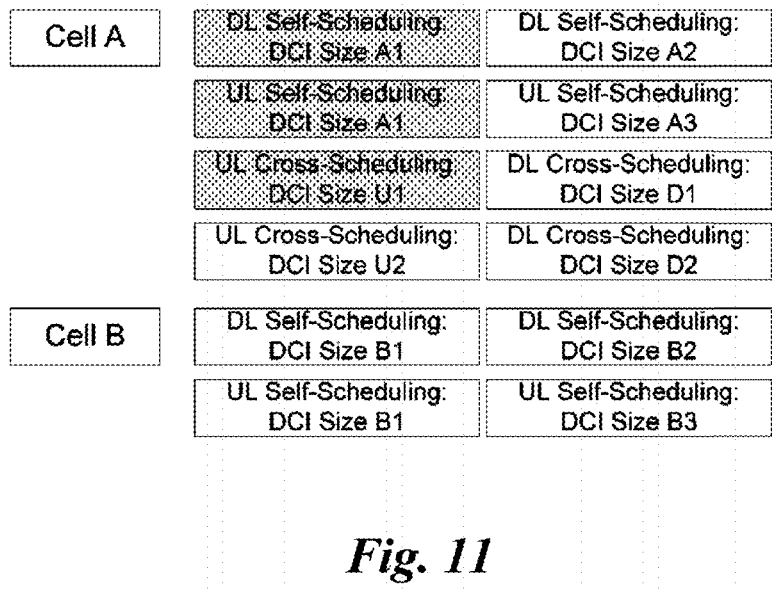 Cell A
DL Self-Scheduling:
DCI Size A1
DL Self-Scheduling:
DCI Size A2
UL Self-Scheduling:
DCI Size A1
UL Self-Scheduling:
DCI Size A3
UL Cross-Scheduling:
DCI Size U1
DL Cross-Scheduling:
DCI Size D1
UL Cross-Scheduling:
DCI Size U2
DL Cross-Scheduling:
DCI Size D2
Cell B
DL Self-Scheduling:
DCI Size B1
DL Self-Scheduling:
DCI Size B2
UL Self-Scheduling:
DCI Size B1
UL Self-Scheduling:
DCI Size B3
Fig. 11